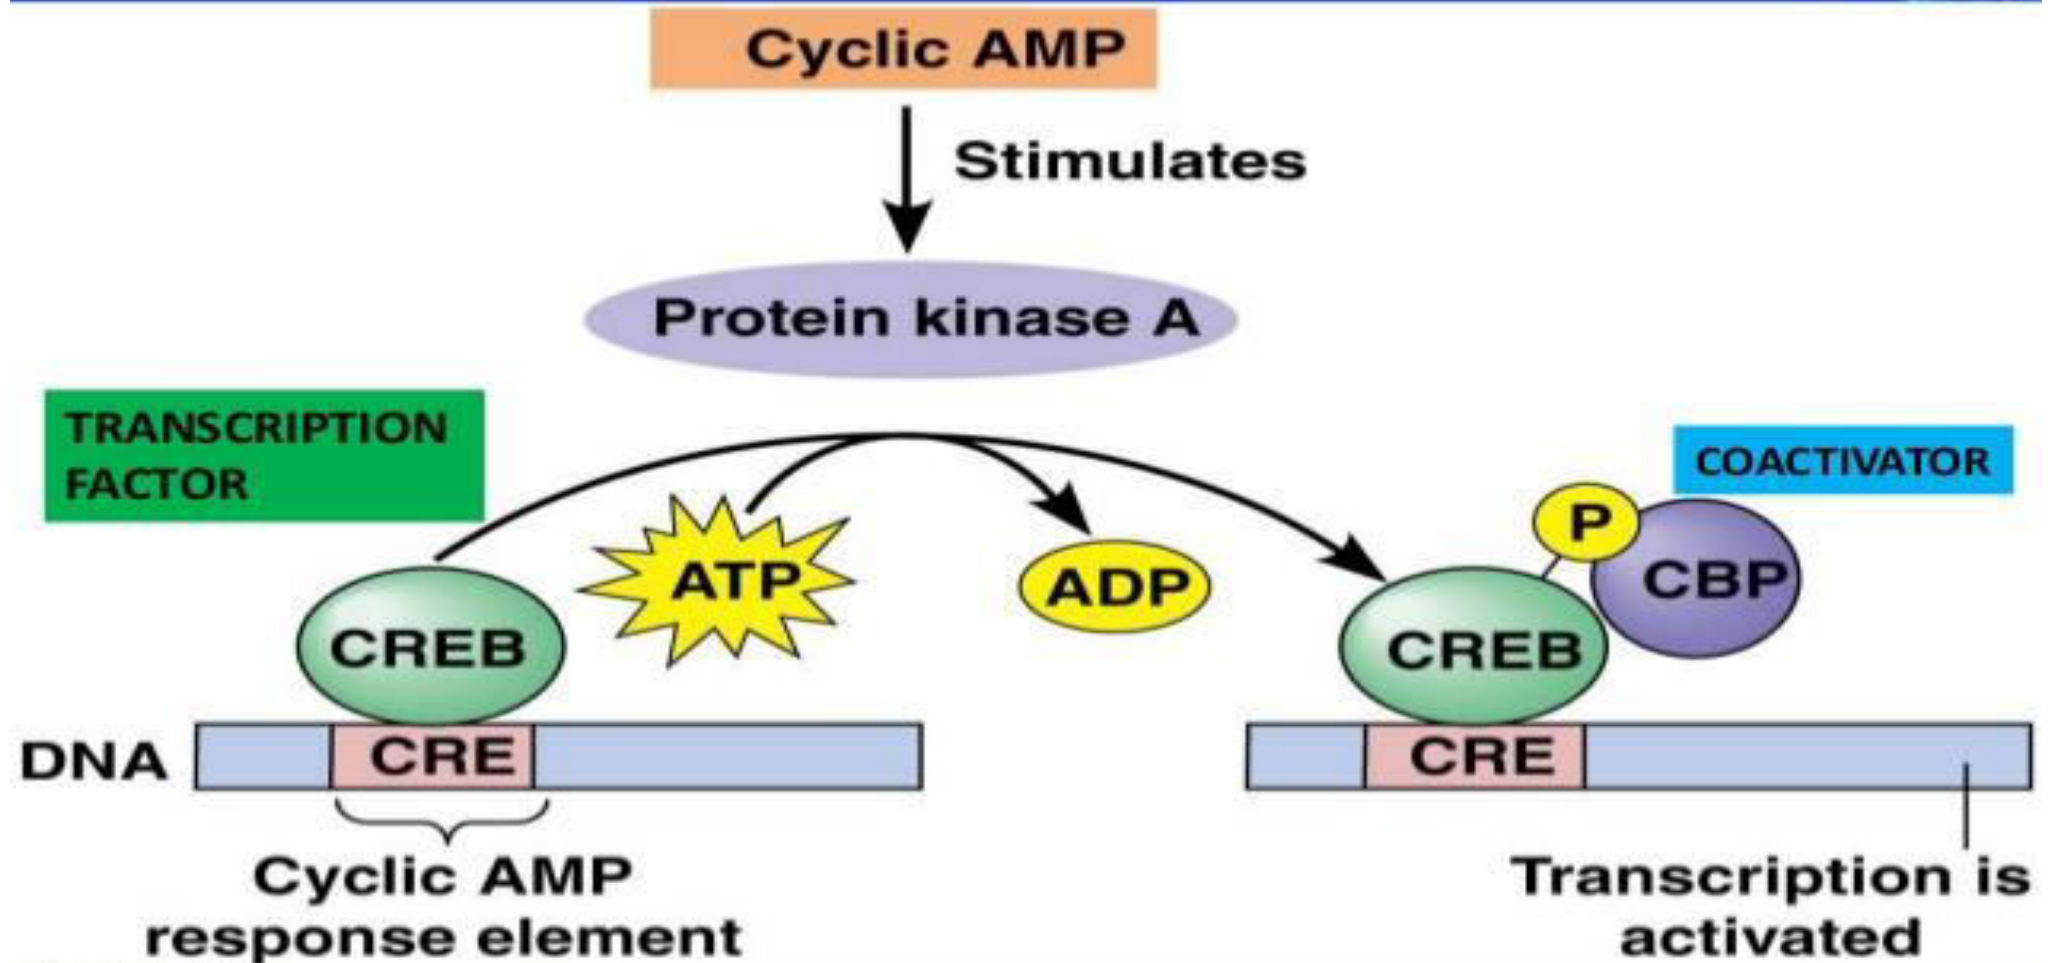 Cyclic AMP
Stimulates
Protein kinase A
TRANSCRIPTION
FACTOR
COACTIVATOR
CREB
ATP
ADP
CREB
P
CBP
DNA
CRE
CRE
Cyclic AMP
response element
Transcription is
activated